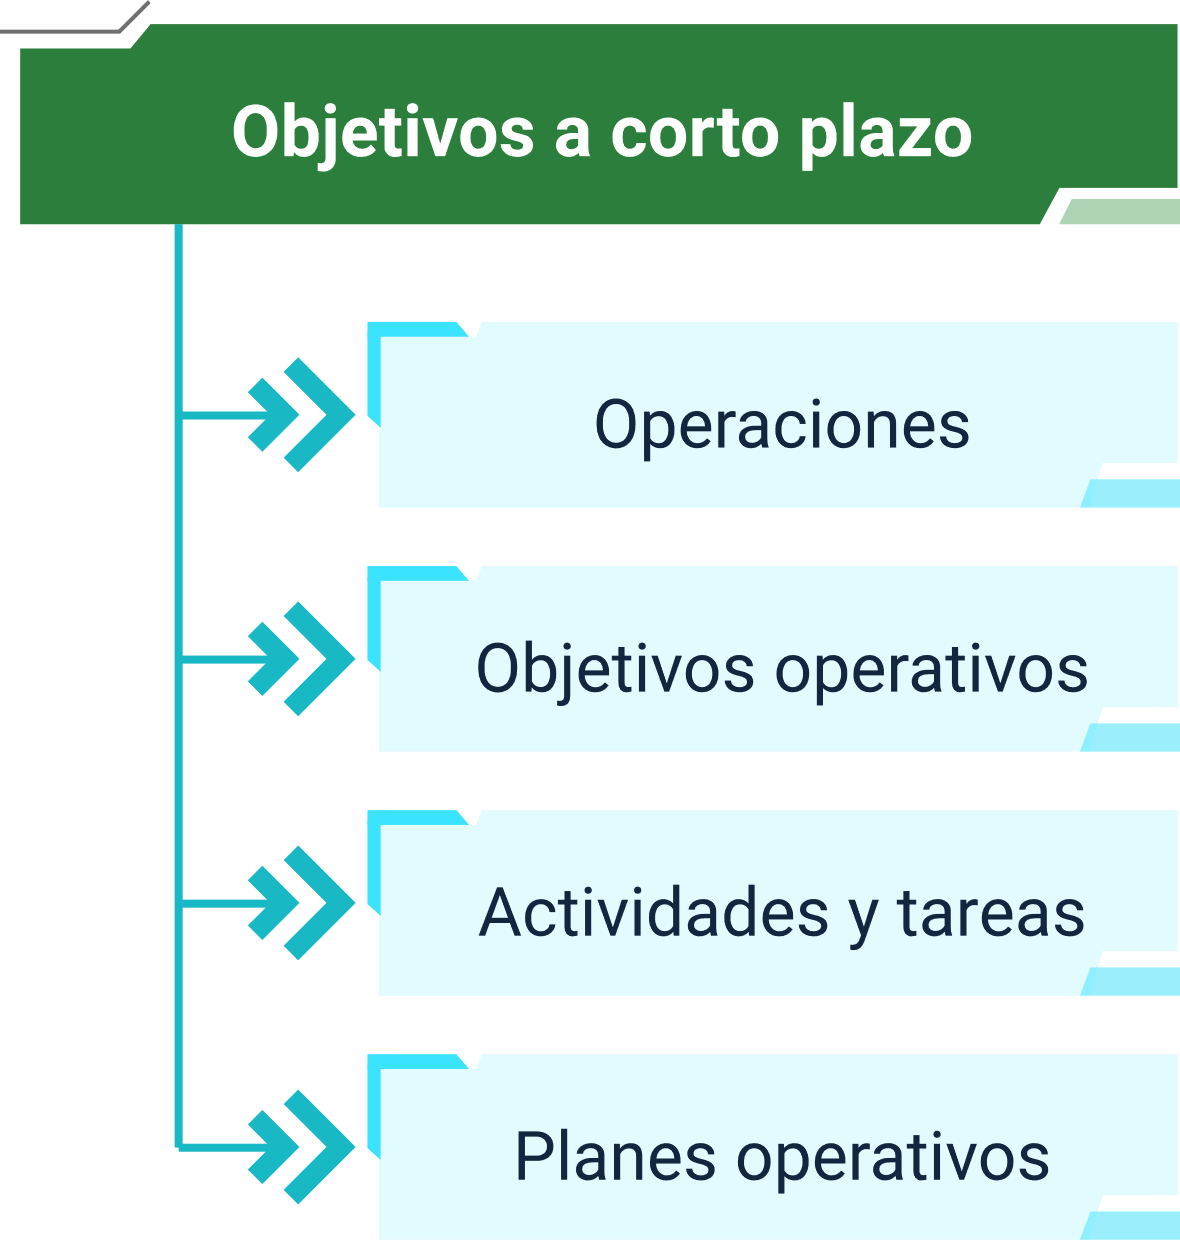 Objetivos a corto plazo
Operaciones
Objetivos operativos
Actividades y tareas
Planes operativos